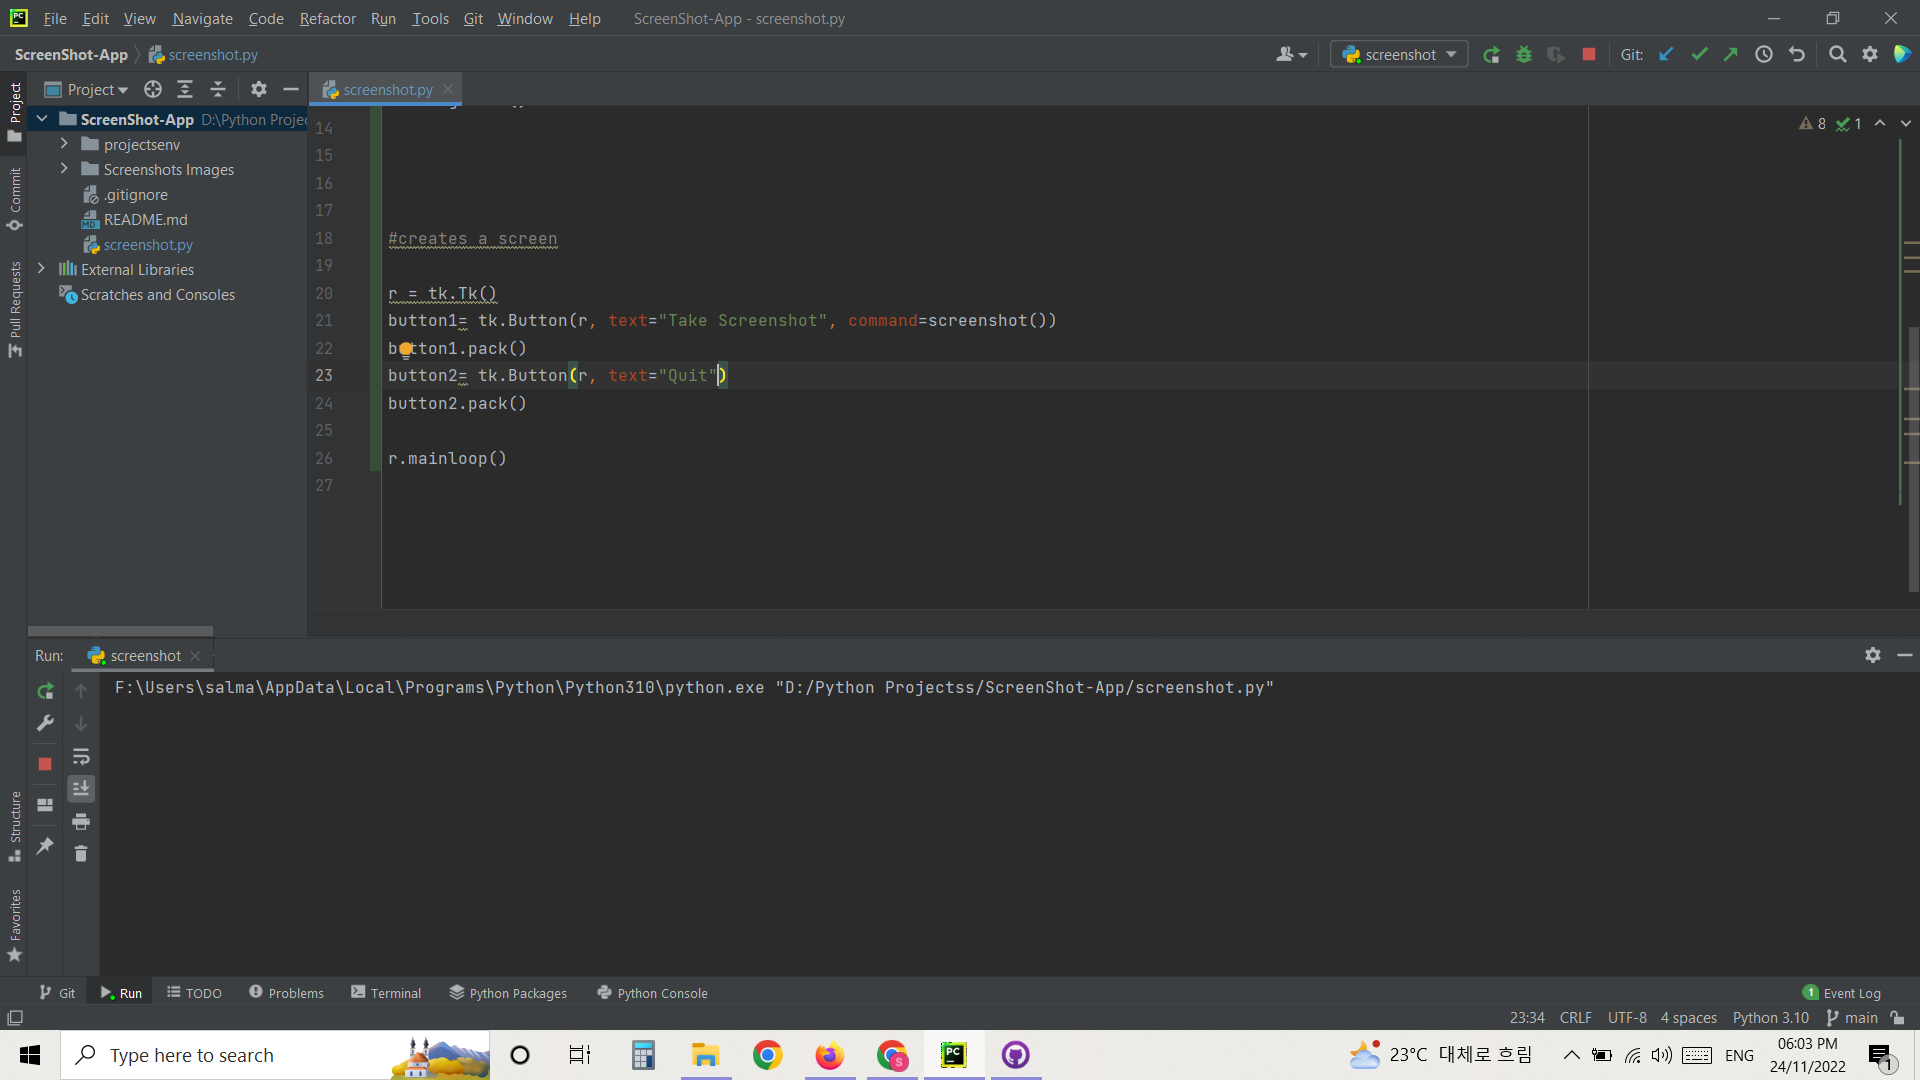 File Edit View Navigate Code Refactor Run Tools Git Window Help ScreenShot-App - screenshot.py
ScreenShot-App screenshot.py screenshot Git:
Project screenshot.py
ScreenShot-App D:\Python Projec
projectsenv
Screenshots Images
.gitignore
README.md
screenshot.py
External Libraries
Scratches and Consoles
Project
Commit
Pull Requests
Structure
Favorites
8 1
14
15
16
17
18 #creates a screen
19
20 r = tk.Tk()
21 button1= tk.Button(r, text="Take Screenshot", command=screenshot())
22 button1.pack()
23 button2= tk.Button(r, text="Quit")
24 button2.pack()
25
26 r.mainloop()
27
Run: screenshot
F:\Users\salma\AppData\Local\Programs\Python\Python310\python.exe "D:/Python Projectss/ScreenShot-App/screenshot.py"
Git Run TODO Problems Terminal Python Packages Python Console 1 Event Log
23:34 CRLF UTF-8 4 spaces Python 3.10 main
Type here to search 23°C 대체로 흐림 ENG
06:03 PM
24/11/2022
1